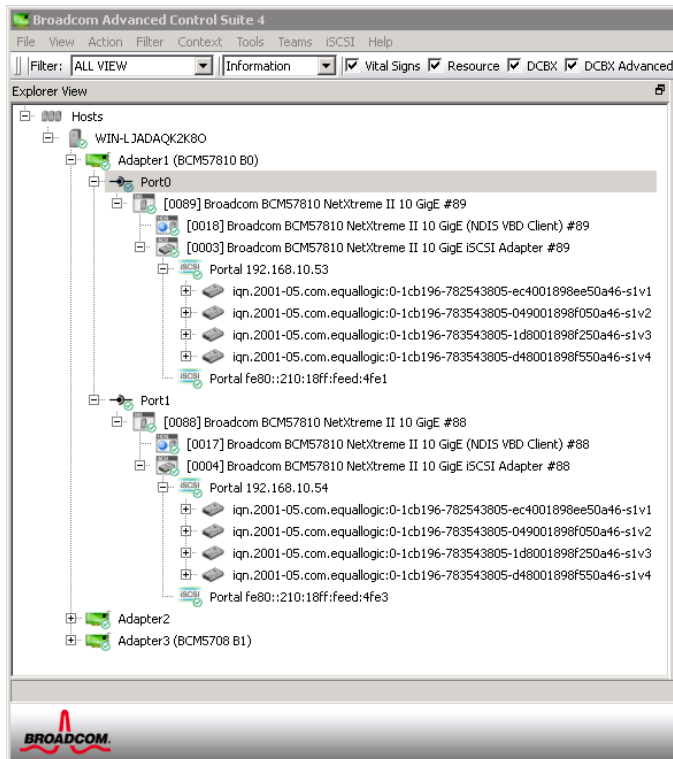 Broadcom Advanced Control Suite 4
File View Action Filter Context Tools Teams iSCSI Help
Filter: ALL VIEW Information Vital Signs Resource DCBX DCBX Advanced
Explorer View
Hosts
WIN-LJADAQK2K8O
Adapter1 (BCM57810 B0)
Port0
[0089] Broadcom BCM57810 NetXtreme II 10 GigE #89
[0018] Broadcom BCM57810 NetXtreme II 10 GigE (NDIS VBD Client) #89
[0003] Broadcom BCM57810 NetXtreme II 10 GigE iSCSI Adapter #89
iSCSI Portal 192.168.10.53
iqn.2001-05.com.equallogic:0-1cb196-782543805-ec4001898ee50a46-s1v1
iqn.2001-05.com.equallogic:0-1cb196-783543805-049001898f050a46-s1v2
iqn.2001-05.com.equallogic:0-1cb196-783543805-1d8001898f250a46-s1v3
iqn.2001-05.com.equallogic:0-1cb196-783543805-d48001898f550a46-s1v4
iSCSI Portal fe80::210:18ff:feed:4fe1
Port1
[0088] Broadcom BCM57810 NetXtreme II 10 GigE #88
[0017] Broadcom BCM57810 NetXtreme II 10 GigE (NDIS VBD Client) #88
[0004] Broadcom BCM57810 NetXtreme II 10 GigE iSCSI Adapter #88
iSCSI Portal 192.168.10.54
iqn.2001-05.com.equallogic:0-1cb196-782543805-ec4001898ee50a46-s1v1
iqn.2001-05.com.equallogic:0-1cb196-783543805-049001898f050a46-s1v2
iqn.2001-05.com.equallogic:0-1cb196-783543805-1d8001898f250a46-s1v3
iqn.2001-05.com.equallogic:0-1cb196-783543805-d48001898f550a46-s1v4
iSCSI Portal fe80::210:18ff:feed:4fe3
Adapter2
Adapter3 (BCM5708 B1)
BROADCOM.